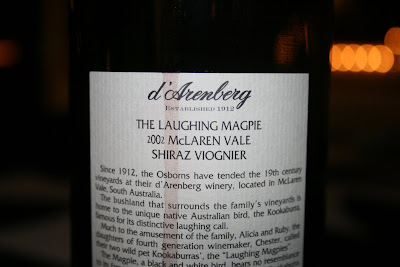 d'Arenberg
ESTABLISHED 1912
THE LAUGHING MAGPIE
2002 MCLAREN VALE
SHIRAZ VIOGNIER
Since 1912, the Osborns have tended the 19th century
vineyards at their d'Arenberg winery, located in McLaren
Vale, South Australia.
The bushland that surrounds the family's vineyards is
home to the unique native Australian bird, the Kookaburra,
famous for its distinctive laughing call.
Much to the amusement of the family, Alicia and Ruby, the
daughters of fourth generation winemaker, Chester, called
their two wild pet Kookaburras', the "Laughing Magpies".
The Magpie, a black and white bird, bears no resemblance